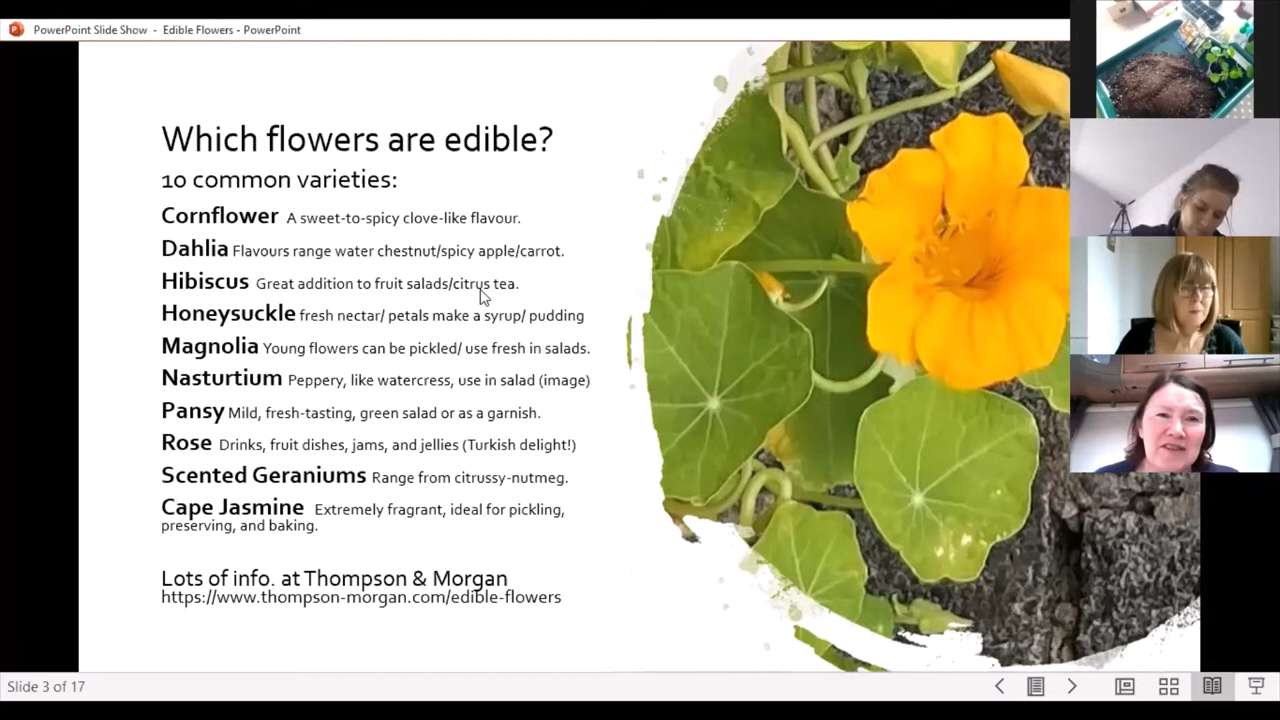 PowerPoint Slide Show - Edible Flowers - PowerPoint
Which flowers are edible?
10 common varieties:
Cornflower A sweet-to-spicy clove-like flavour.
Dahlia Flavours range water chestnut/spicy apple/carrot.
Hibiscus Great addition to fruit salads/citrus tea.
Honeysuckle fresh nectar/ petals make a syrup/ pudding
Magnolia Young flowers can be pickled/ use fresh in salads.
Nasturtium Peppery, like watercress, use in salad (image)
Pansy Mild, fresh-tasting, green salad or as a garnish.
Rose Drinks, fruit dishes, jams, and jellies (Turkish delight!)
Scented Geraniums Range from citrussy-nutmeg.
Cape Jasmine Extremely fragrant, ideal for pickling,
preserving, and baking.
Lots of info. at Thompson & Morgan
https://www.thompson-morgan.com/edible-flowers
Slide 3 of 17